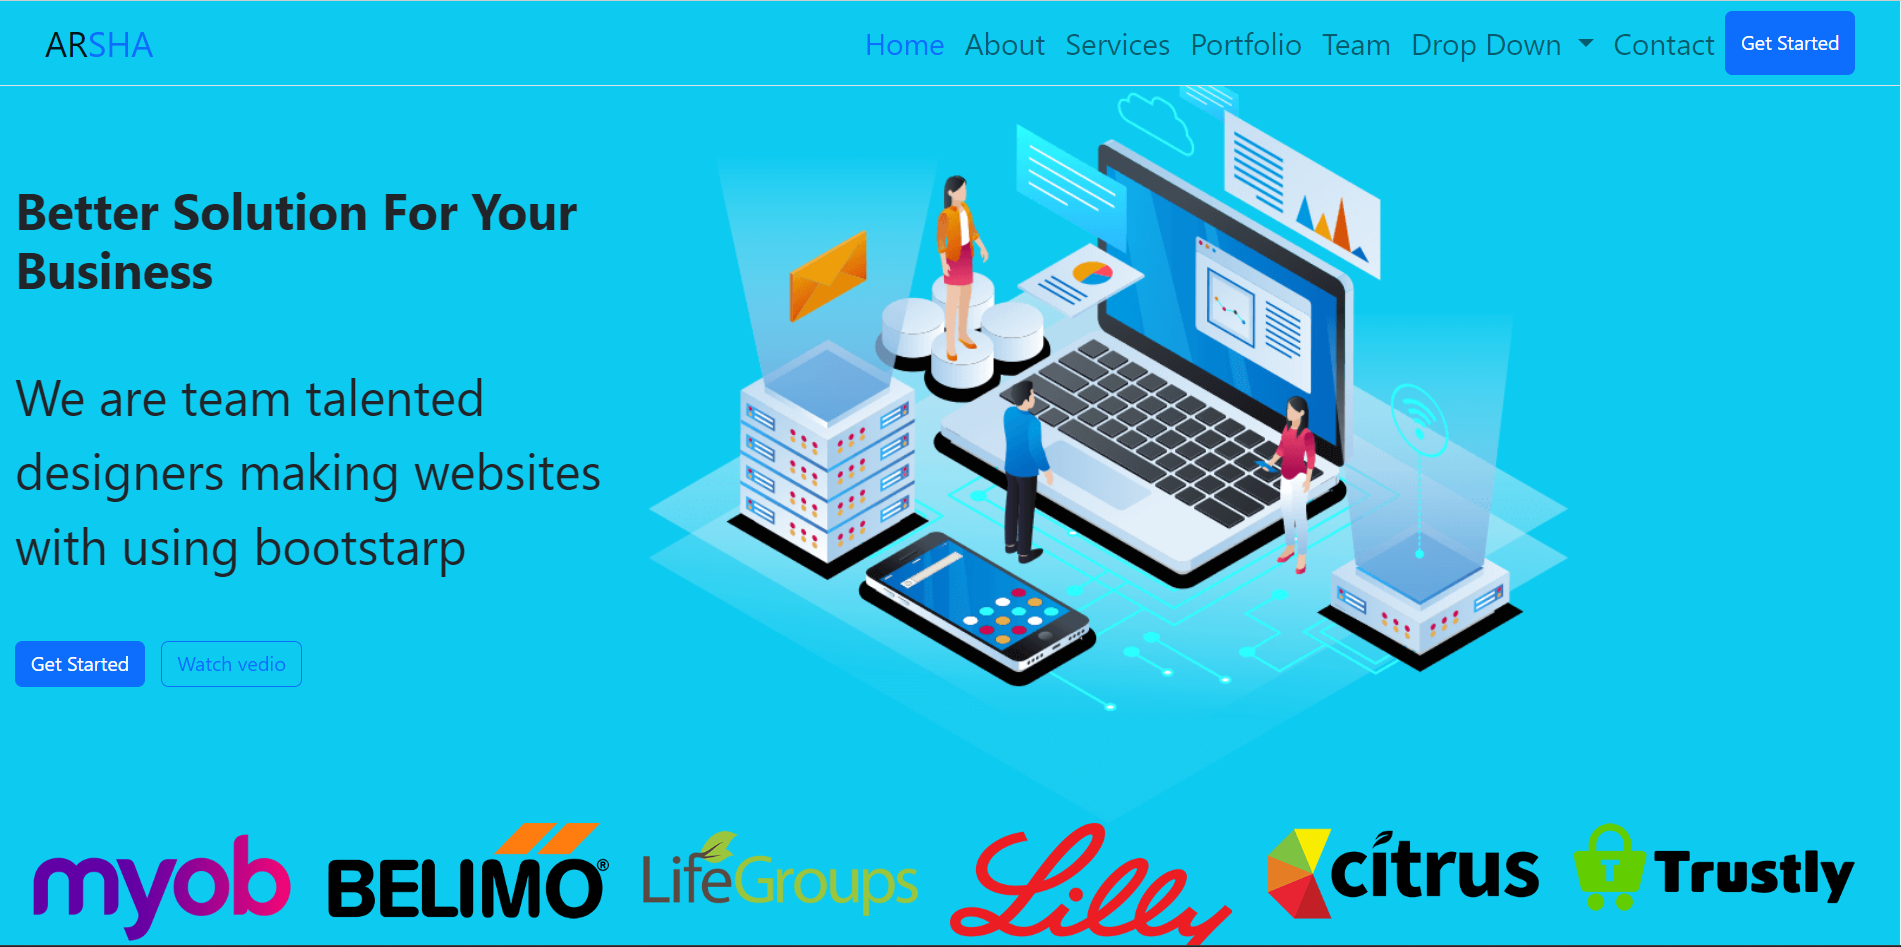 ARSHA
Home About Services Portfolio Team Drop Down Contact Get Started
Better Solution For Your
Business
We are team talented
designers making websites
with using bootstarp
Get Started Watch vedio
myob BELIMO® LifeGroups Lilly citrus T Trustly